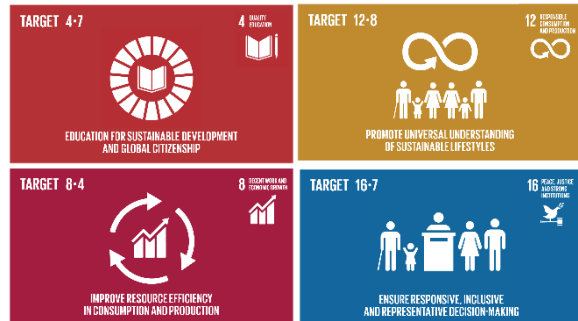 TARGET 4·7
4 QUALITY
EDUCATION
EDUCATION FOR SUSTAINABLE DEVELOPMENT
AND GLOBAL CITIZENSHIP
TARGET 12·8
12 RESPONSIBLE
CONSUMPTION
AND PRODUCTION
PROMOTE UNIVERSAL UNDERSTANDING
OF SUSTAINABLE LIFESTYLES
TARGET 8·4
8 DECENT WORK AND
ECONOMIC GROWTH
IMPROVE RESOURCE EFFICIENCY
IN CONSUMPTION AND PRODUCTION
TARGET 16·7
16 PEACE, JUSTICE
AND STRONG
INSTITUTIONS
ENSURE RESPONSIVE, INCLUSIVE
AND REPRESENTATIVE DECISION-MAKING